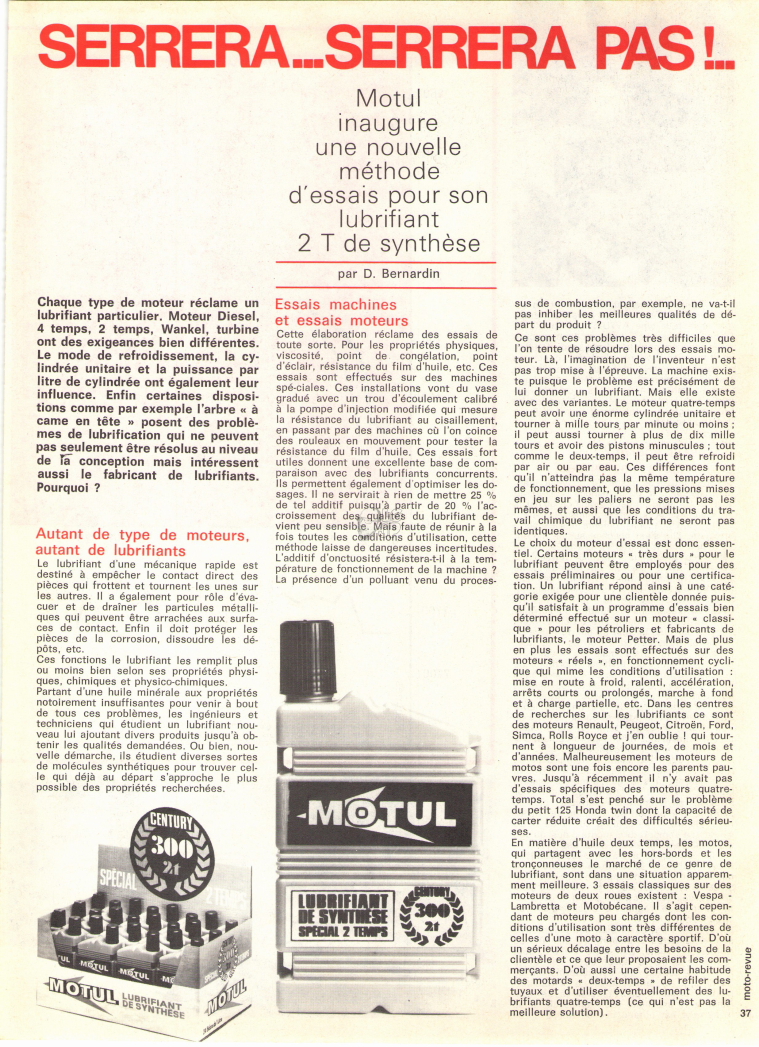 SERRERA...SERRERA PAS!..
Motul
inaugure
une nouvelle
méthode
d'essais pour son
lubrifiant
2 T de synthèse
par D. Bernardin
Chaque type de moteur réclame un
lubrifiant particulier. Moteur Diesel,
4 temps, 2 temps, Wankel, turbine
ont des exigeances bien différentes.
Le mode de refroidissement, la cy-
lindrée unitaire et la puissance par
litre de cylindrée ont également leur
influence. Enfin certaines disposi-
tions comme par exemple l'arbre « à
came en tête » posent des problè-
mes de lubrification qui ne peuvent
pas seulement être résolus au niveau
de la conception mais intéressent
aussi le fabricant de lubrifiants.
Pourquoi ?
Autant de type de moteurs,
autant de lubrifiants
Le lubrifiant d'une mécanique rapide est
destiné à empêcher le contact direct des
pièces qui frottent et tournent les unes sur
les autres. Il a également pour rôle d'éva-
cuer et de draîner les particules métalli-
ques qui peuvent être arrachées aux surfa-
ces de contact. Enfin il doit protéger les
pièces de la corrosion, dissoudre les dé-
pôts, etc.
Ces fonctions le lubrifiant les remplit plus
ou moins bien selon ses propriétés physi-
ques, chimiques et physico-chimiques.
Partant d'une huile minérale aux propriétés
notoirement insuffisantes pour venir à bout
de tous ces problèmes, les ingénieurs et
techniciens qui étudient un lubrifiant nou-
veau lui ajoutant divers produits jusqu'à ob-
tenir les qualités demandées. Ou bien, nou-
velle démarche, ils étudient diverses sortes
de molécules synthétiques pour trouver cel-
le qui déjà au départ s'approche le plus
possible des propriétés recherchées.
Essais machines
et essais moteurs
Cette élaboration réclame des essais de
toute sorte. Pour les propriétés physiques,
viscosité, point de congélation, point
d'éclair, résistance du film d'huile, etc. Ces
essais sont effectués sur des machines
spé-ciales. Ces installations vont du vase
gradué avec un trou d'écoulement calibré
à la pompe d'injection modifiée qui mesure
la résistance du lubrifiant au cisaillement,
en passant par des machines où l'on coince
des rouleaux en mouvement pour tester la
résistance du film d'huile. Ces essais fort
utiles donnent une excellente base de com-
paraison avec des lubrifiants concurrents.
Ils permettent également d'optimiser les do-
sages. Il ne servirait à rien de mettre 25 %
de tel additif puisqu'à partir de 20 % l'ac-
croissement des qualités du lubrifiant de-
vient peu sensible. Mais faute de réunir à la
fois toutes les conditions d'utilisation, cette
méthode laisse de dangereuses incertitudes.
L'additif d'onctuosité résistera-t-il à la tem-
pérature de fonctionnement de la machine ?
La présence d'un polluant venu du proces-
sus de combustion, par exemple, ne va-t-il
pas inhiber les meilleures qualités de dé-
part du produit ?
Ce sont ces problèmes très difficiles que
l'on tente de résoudre lors des essais mo-
teur. Là, l'imagination de l'inventeur n'est
pas trop mise à l'épreuve. La machine exis-
te puisque le problème est précisément de
lui donner un lubrifiant. Mais elle existe
avec des variantes. Le moteur quatre-temps
peut avoir une énorme cylindrée unitaire et
tourner à mille tours par minute ou moins ;
il peut aussi tourner à plus de dix mille
tours et avoir des pistons minuscules ; tout
comme le deux-temps, il peut être refroidi
par air ou par eau. Ces différences font
qu'il n'atteindra pas la même température
de fonctionnement, que les pressions mises
en jeu sur les paliers ne seront pas les
mêmes, et aussi que les conditions du tra-
vail chimique du lubrifiant ne seront pas
identiques.
Le choix du moteur d'essai est donc essen-
tiel. Certains moteurs « très durs » pour le
lubrifiant peuvent être employés pour des
essais préliminaires ou pour une certifica-
tion. Un lubrifiant répond ainsi à une caté-
gorie exigée pour une clientèle donnée puis-
qu'il satisfait à un programme d'essais bien
déterminé effectué sur un moteur « classi-
que » pour les pétroliers et fabricants de
lubrifiants, le moteur Petter. Mais de plus
en plus les essais sont effectués sur des
moteurs « réels », en fonctionnement cycli-
que qui mime les conditions d'utilisation :
mise en route à froid, ralenti, accélération,
arrêts courts ou prolongés, marche à fond
et à charge partielle, etc. Dans les centres
de recherches sur les lubrifiants ce sont
des moteurs Renault, Peugeot, Citroën, Ford,
Simca, Rolls Royce et j'en oublie ! qui tour-
nent à longueur de journées, de mois et
d'années. Malheureusement les moteurs de
motos sont une fois encore les parents pau-
vres. Jusqu'à récemment il n'y avait pas
d'essais spécifiques des moteurs quatre-
temps. Total s'est penché sur le problème
du petit 125 Honda twin dont la capacité de
carter réduite créait des difficultés sérieu-
ses.
En matière d'huile deux temps, les motos,
qui partagent avec les hors-bords et les
tronçonneuses le marché de ce genre de
lubrifiant, sont dans une situation apparem-
ment meilleure. 3 essais classiques sur des
moteurs de deux roues existent : Vespa -
Lambretta et Motobécane. Il s'agit cepen-
dant de moteurs peu chargés dont les con-
ditions d'utilisation sont très différentes de
celles d'une moto à caractère sportif. D'où
un sérieux décalage entre les besoins de la
clientèle et ce que leur proposaient les com-
merçants. D'où aussi une certaine habitude
des motards « deux-temps » de refiler des
tuyaux et d'utiliser éventuellement des lu-
brifiants quatre-temps (ce qui n'est pas la
meilleure solution).
CENTURY
300
2t
SPÉCIAL 2 TEMPS
MOTUL
MOTUL
MOTUL
LUBRIFIANT
DE SYNTHÈSE
MOTUL
MOTUL
LUBRIFIANT
DE SYNTHÈSE
SPÉCIAL 2 TEMPS
CENTURY
300
2t
moto-revue
37